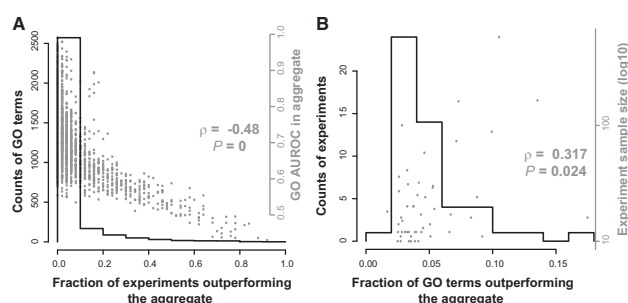 A
Counts of GO terms
2500
2000
1500
1000
500
0
0.0 0.2 0.4 0.6 0.8 1.0
Fraction of experiments outperforming
the aggregate
1.0
0.9
0.8
0.7
0.6
0.5
GO AUROC in aggregate
ρ = -0.48
P = 0
B
Counts of experiments
20
15
10
5
0
0.00 0.05 0.10 0.15
Fraction of GO terms outperforming
the aggregate
100
10
Experiment sample size (log10)
ρ = 0.317
P = 0.024